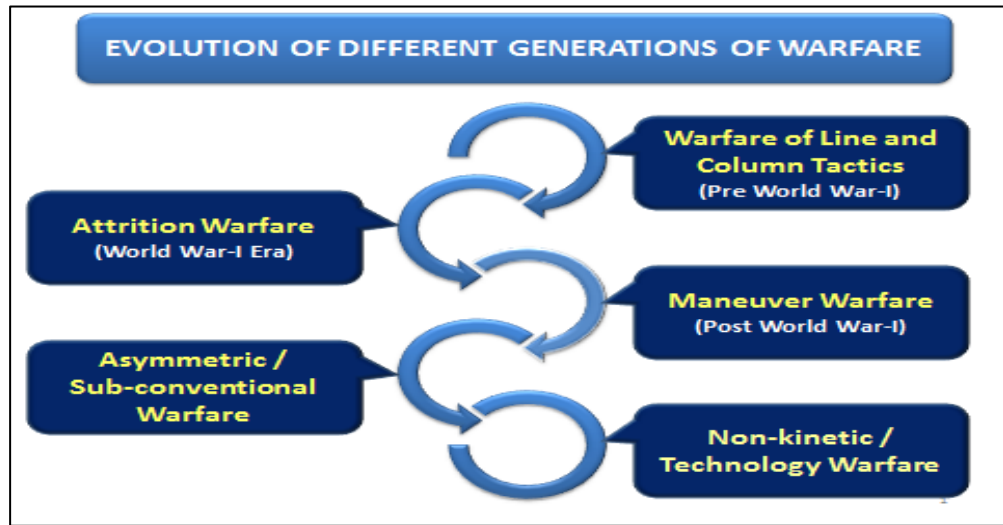 EVOLUTION OF DIFFERENT GENERATIONS OF WARFARE
Warfare of Line and
Column Tactics
(Pre World War-I)
Attrition Warfare
(World War-I Era)
Maneuver Warfare
(Post World War-I)
Asymmetric /
Sub-conventional
Warfare
Non-kinetic /
Technology Warfare